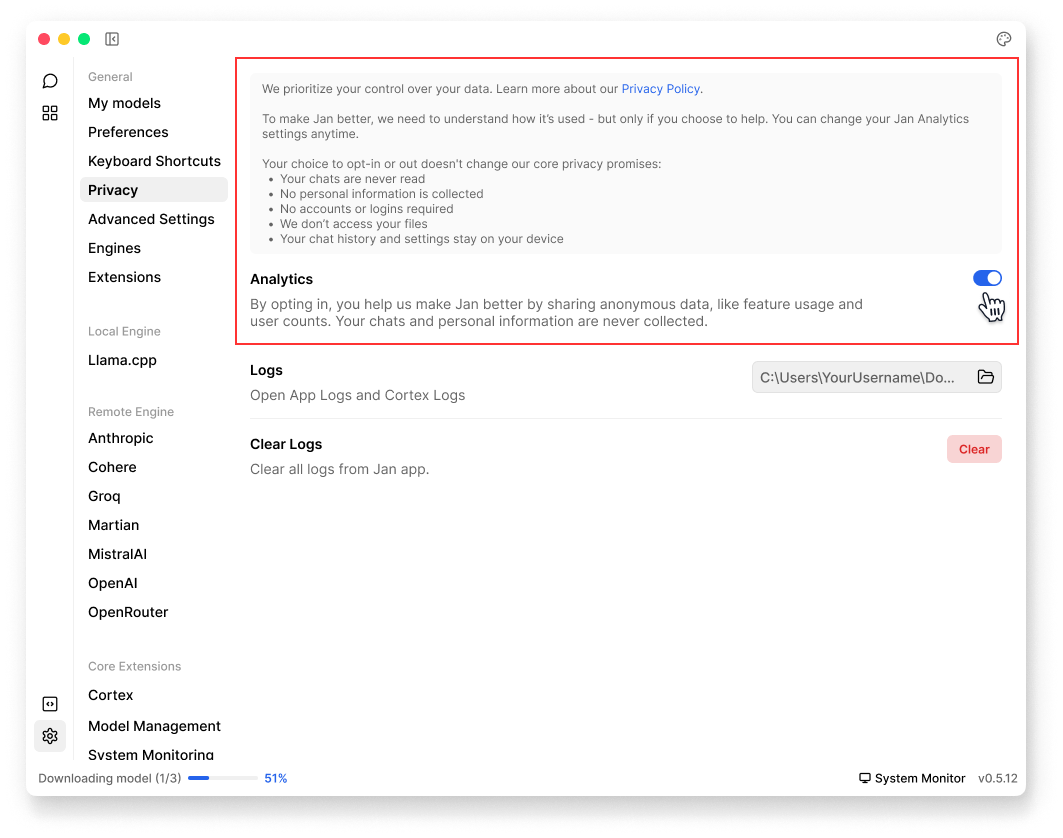 General
My models
Preferences
Keyboard Shortcuts
Privacy
Advanced Settings
Engines
Extensions
Local Engine
Llama.cpp
Remote Engine
Anthropic
Cohere
Groq
Martian
MistralAI
OpenAI
OpenRouter
Core Extensions
Cortex
Model Management
System Monitoring
We prioritize your control over your data. Learn more about our Privacy Policy.
To make Jan better, we need to understand how it’s used - but only if you choose to help. You can change your Jan Analytics
settings anytime.
Your choice to opt-in or out doesn't change our core privacy promises:
• Your chats are never read
• No personal information is collected
• No accounts or logins required
• We don’t access your files
• Your chat history and settings stay on your device
Analytics
By opting in, you help us make Jan better by sharing anonymous data, like feature usage and
user counts. Your chats and personal information are never collected.
Logs
Open App Logs and Cortex Logs
C:\Users\YourUsername\Do...
Clear Logs
Clear all logs from Jan app.
Clear
Downloading model (1/3) 51%
System Monitor v0.5.12